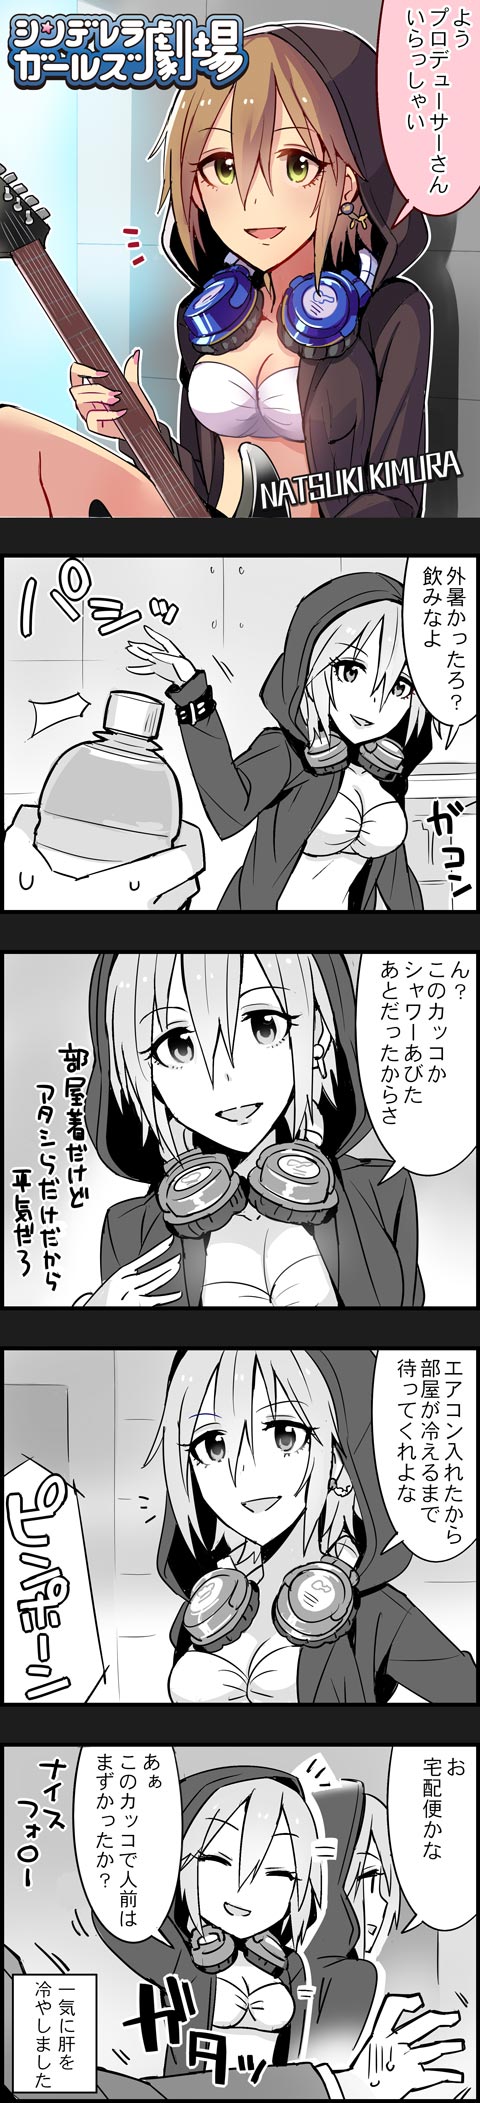 シンデレラ
ガールズ劇場
よう
プロデューサーさん
いらっしゃい
NATSUKI KIMURA
外暑かったろ？
飲みなよ
パシッ
ガコン
ん？
このカッコか
シャワーあびた
あとだったからさ
部屋着だけど
アタシらだけだから
平気だろ
エアコン入れたから
部屋が冷えるまで
待ってくれよな
ピンポーン
お
宅配便かな
あぁ
このカッコで人前は
まずかったか？
ナイス
フォロー
ガタッ
一気に肝を
冷やしました